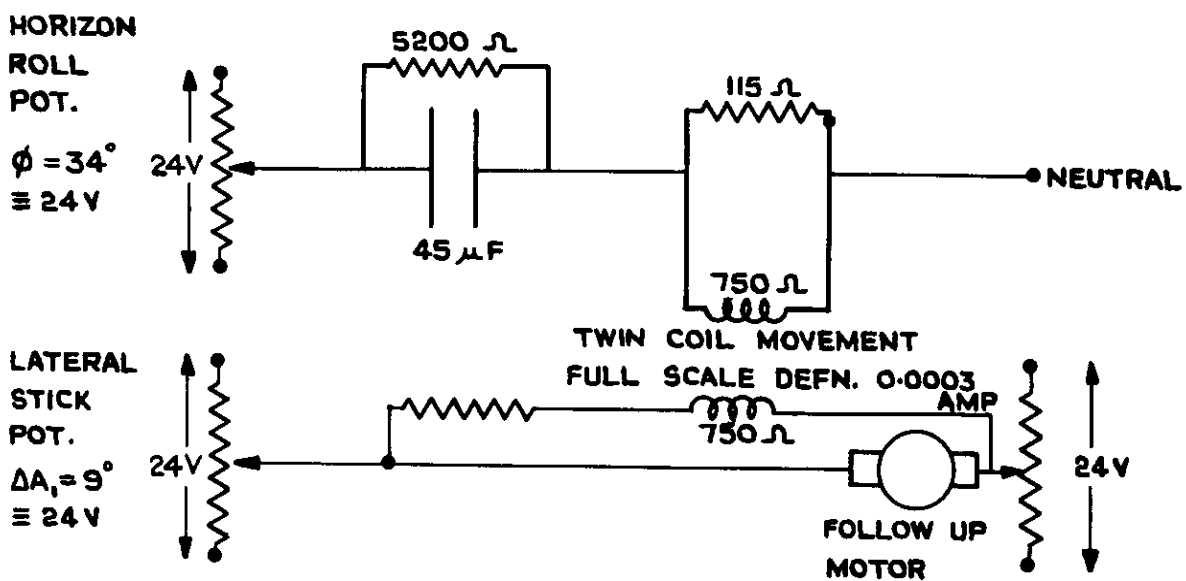 HORIZON
ROLL
POT.
ϕ = 34°
≡ 24 V
24V
5200 Ω
45 μF
115 Ω
750 Ω
NEUTRAL
TWIN COIL MOVEMENT
FULL SCALE DEFN. 0.0003
AMP
LATERAL
STICK
POT.
ΔA₁ = 9°
≡ 24 V
24V
750Ω
FOLLOW UP
MOTOR
24V